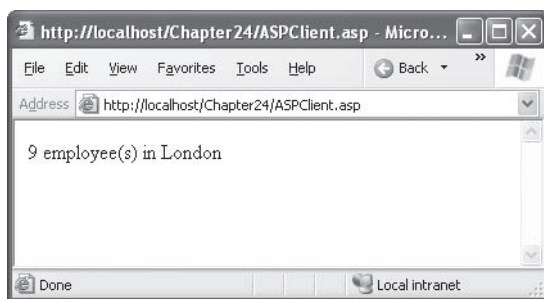 http://localhost/Chapter24/ASPClient.asp - Micro...
File Edit View Favorites Tools Help Back »
Address http://localhost/Chapter24/ASPClient.asp
9 employee(s) in London
Done Local intranet